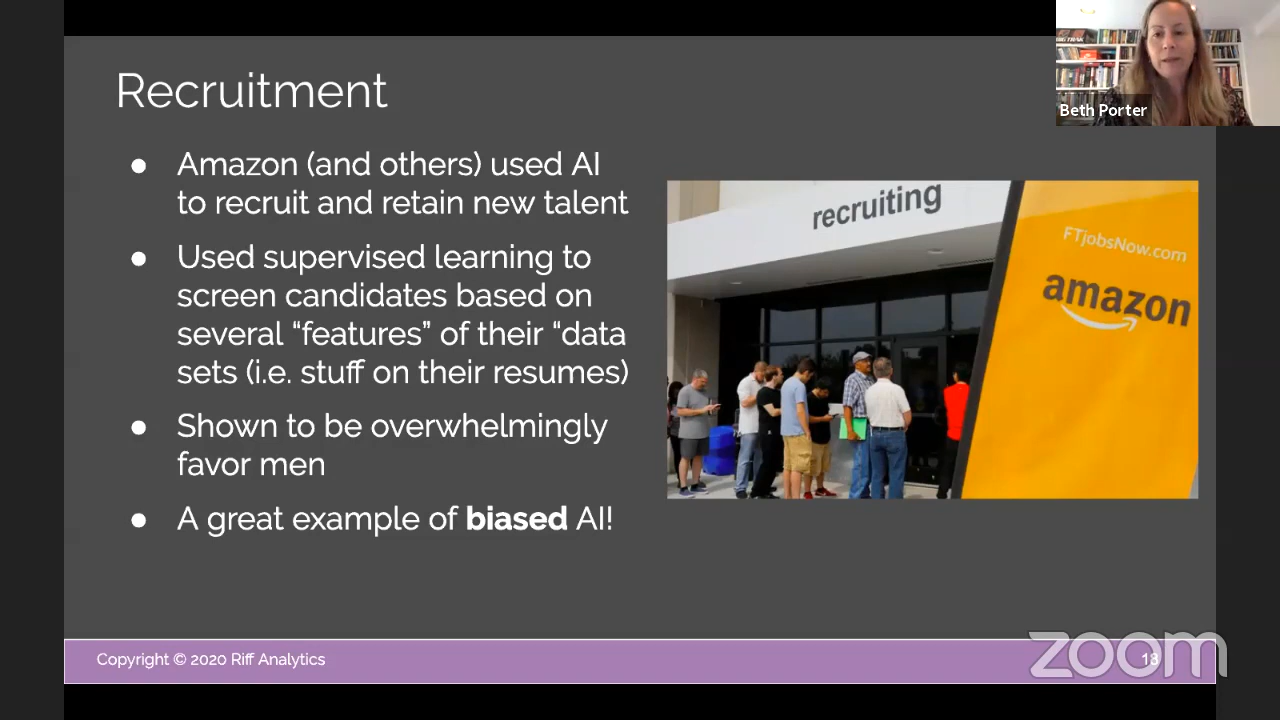 Recruitment
Beth Porter
● Amazon (and others) used AI
to recruit and retain new talent
● Used supervised learning to
screen candidates based on
several “features” of their “data
sets (i.e. stuff on their resumes)
● Shown to be overwhelmingly
favor men
● A great example of biased AI!
recruiting
FTjobsNow.com
amazon
Copyright © 2020 Riff Analytics
18
zoom